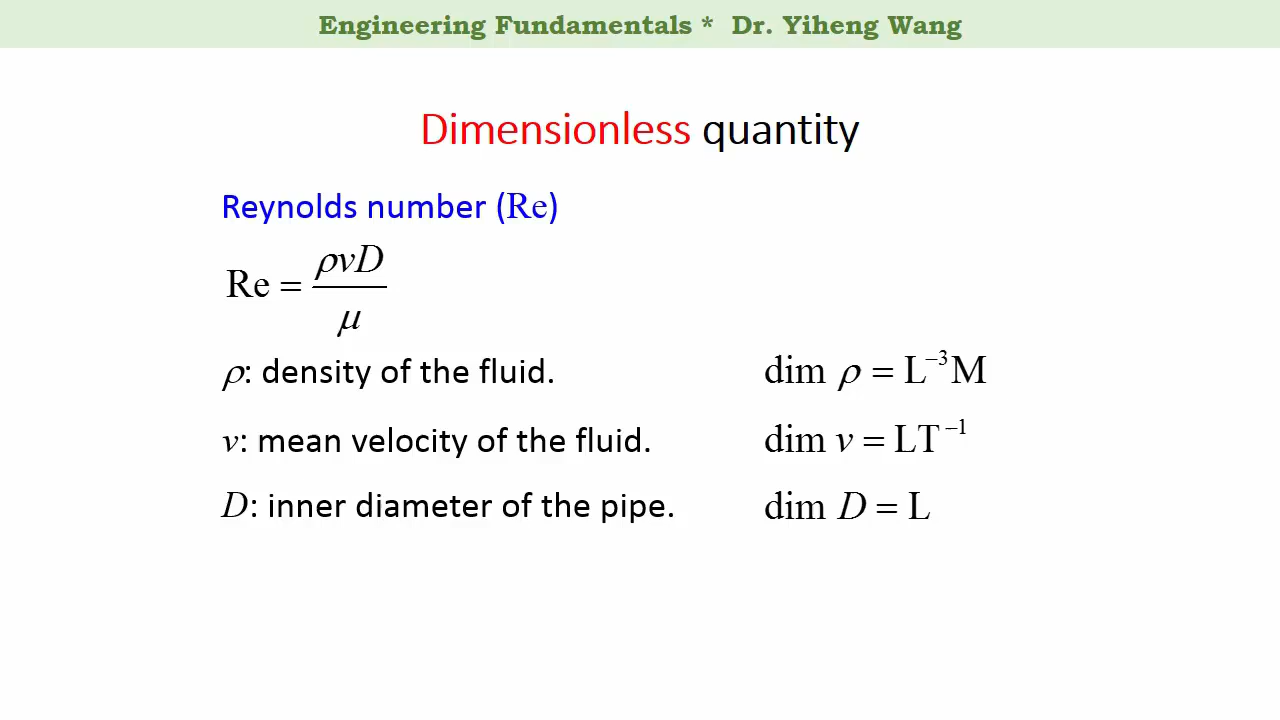 Engineering Fundamentals * Dr. Yiheng Wang
Dimensionless quantity
Reynolds number (Re)
Re = ρvD / μ
ρ: density of the fluid. dim ρ = L⁻³M
v: mean velocity of the fluid. dim v = LT⁻¹
D: inner diameter of the pipe. dim D = L